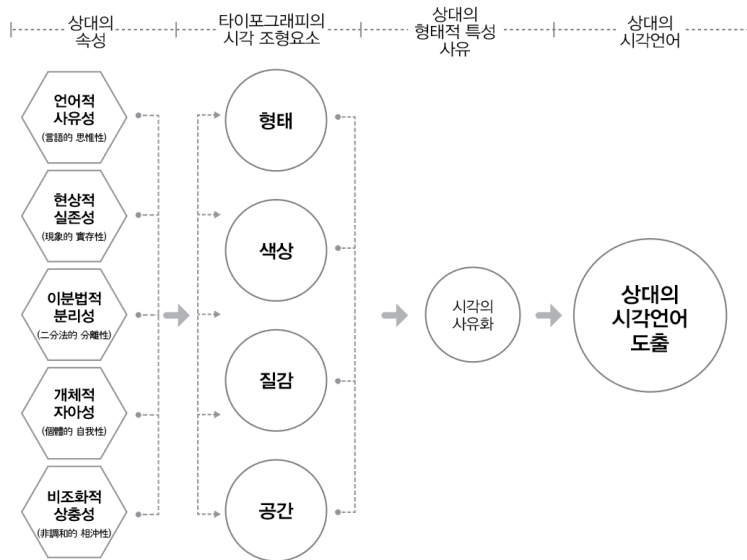 상대의
속성
타이포그래피의
시각 조형요소
상대의
형태적 특성
사유
상대의
시각언어
언어적
사유성
(言語的 思惟性)
현상적
실존성
(現象的 實存性)
이분법적
분리성
(二分法的 分離性)
개체적
자아성
(個體的 自我性)
비조화적
상충성
(非調和的 相沖性)
형태
색상
질감
공간
시각의
사유화
상대의
시각언어
도출